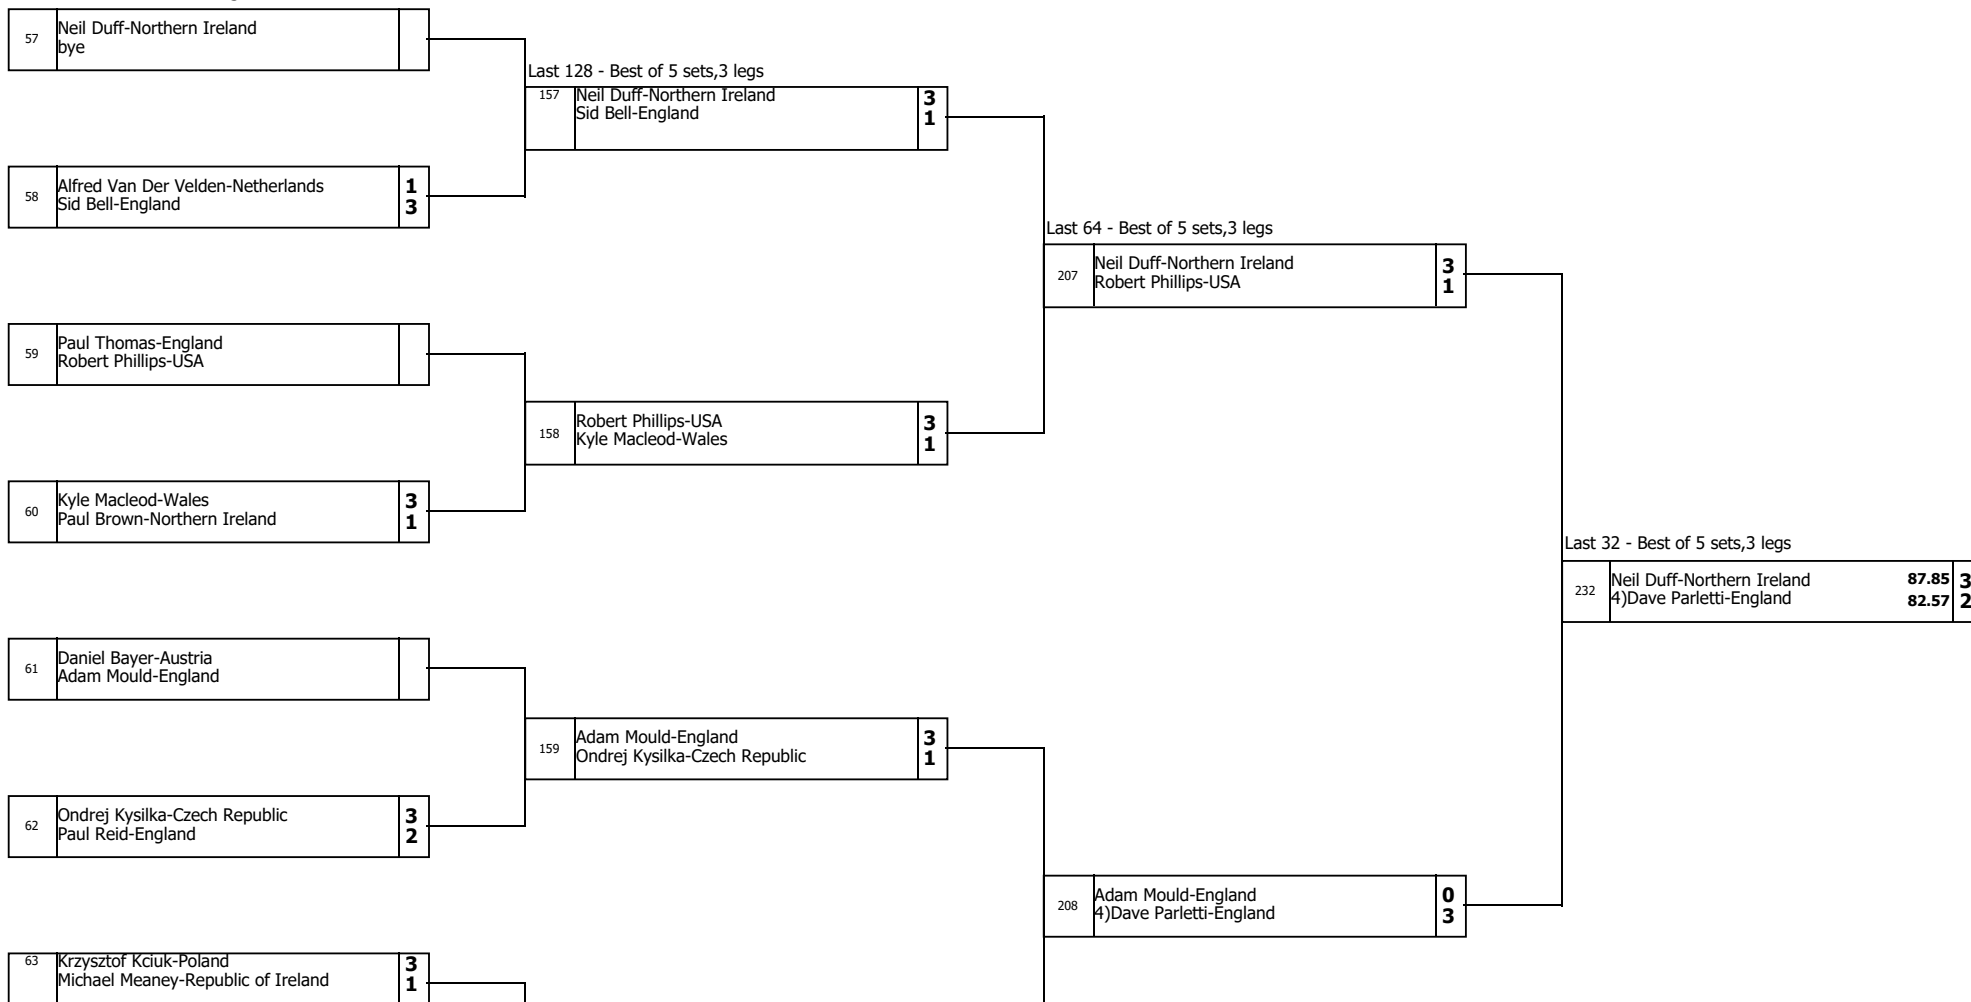 57
Neil Duff-Northern Ireland
bye
Last 128 - Best of 5 sets,3 legs
157
Neil Duff-Northern Ireland 3
Sid Bell-England 1
58
Alfred Van Der Velden-Netherlands 1
Sid Bell-England 3
Last 64 - Best of 5 sets,3 legs
207
Neil Duff-Northern Ireland 3
Robert Phillips-USA 1
59
Paul Thomas-England
Robert Phillips-USA
158
Robert Phillips-USA 3
Kyle Macleod-Wales 1
60
Kyle Macleod-Wales 3
Paul Brown-Northern Ireland 1
Last 32 - Best of 5 sets,3 legs
232
Neil Duff-Northern Ireland 87.85 3
4)Dave Parletti-England 82.57 2
61
Daniel Bayer-Austria
Adam Mould-England
159
Adam Mould-England 3
Ondrej Kysilka-Czech Republic 1
62
Ondrej Kysilka-Czech Republic 3
Paul Reid-England 2
208
Adam Mould-England 0
4)Dave Parletti-England 3
63
Krzysztof Kciuk-Poland 3
Michael Meaney-Republic of Ireland 1